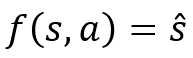 f(s, a) = ŝ